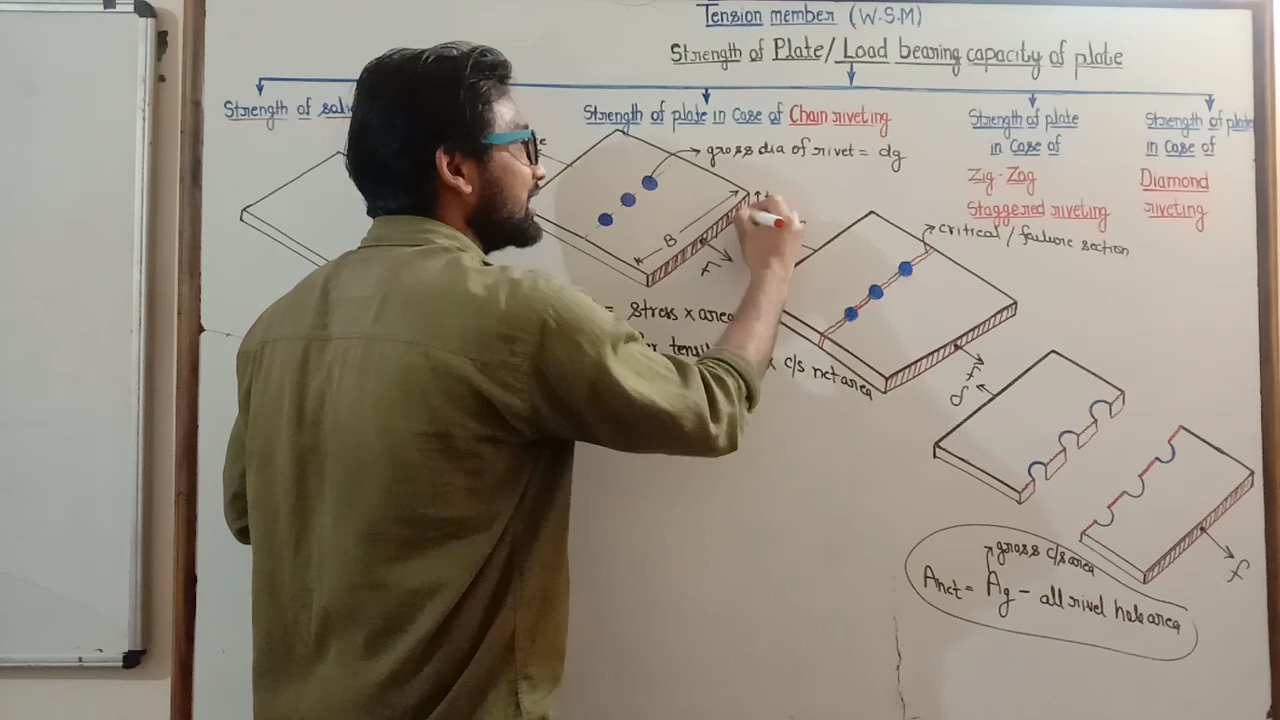 Tension member (W.S.M)
Strength of Plate/Load bearing capacity of plate
Strength of
Strength of plate in case of Chain riveting
Strength of plate
in case of
Zig-Zag
Staggered riveting
Strength of plate
in case of
Diamond
riveting
gross dia of rivet = dg
B
F
critical/failure section
= stress x area
x c/s net area
F
F
gross c/s area
Anet = Ag - all rivet hole area
F